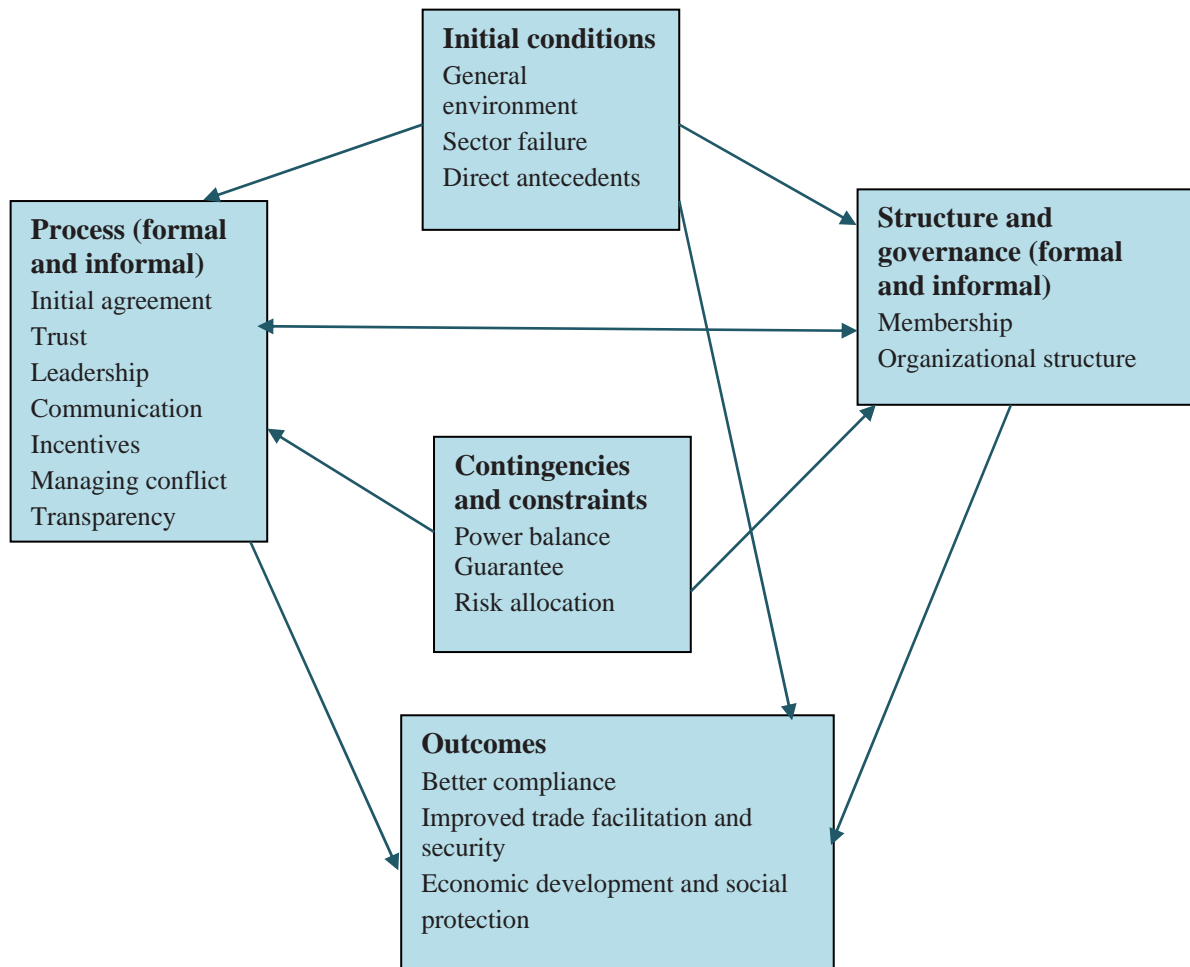 Initial conditions
General
environment
Sector failure
Direct antecedents
Process (formal
and informal)
Initial agreement
Trust
Leadership
Communication
Incentives
Managing conflict
Transparency
Structure and
governance (formal
and informal)
Membership
Organizational structure
Contingencies
and constraints
Power balance
Guarantee
Risk allocation
Outcomes
Better compliance
Improved trade facilitation and
security
Economic development and social
protection